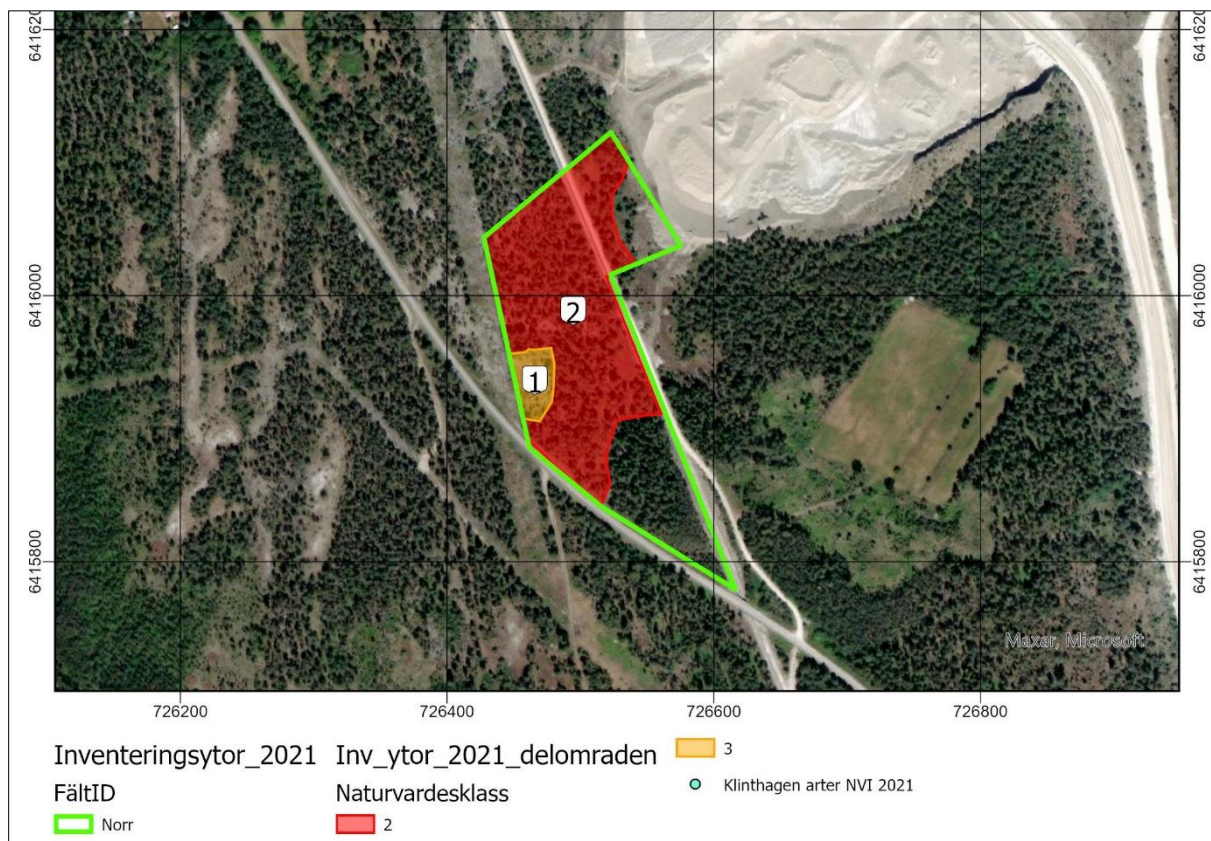 6416200
6416200
2
6416000
6416000
1
6415800
6415800
Maxar, Microsoft
726200
726400
726600
726800
Inventeringsytor_2021
Inv_ytor_2021_delomraden
3
FältID
Naturvardesklass
Klinthagen arter NVI 2021
Norr
2